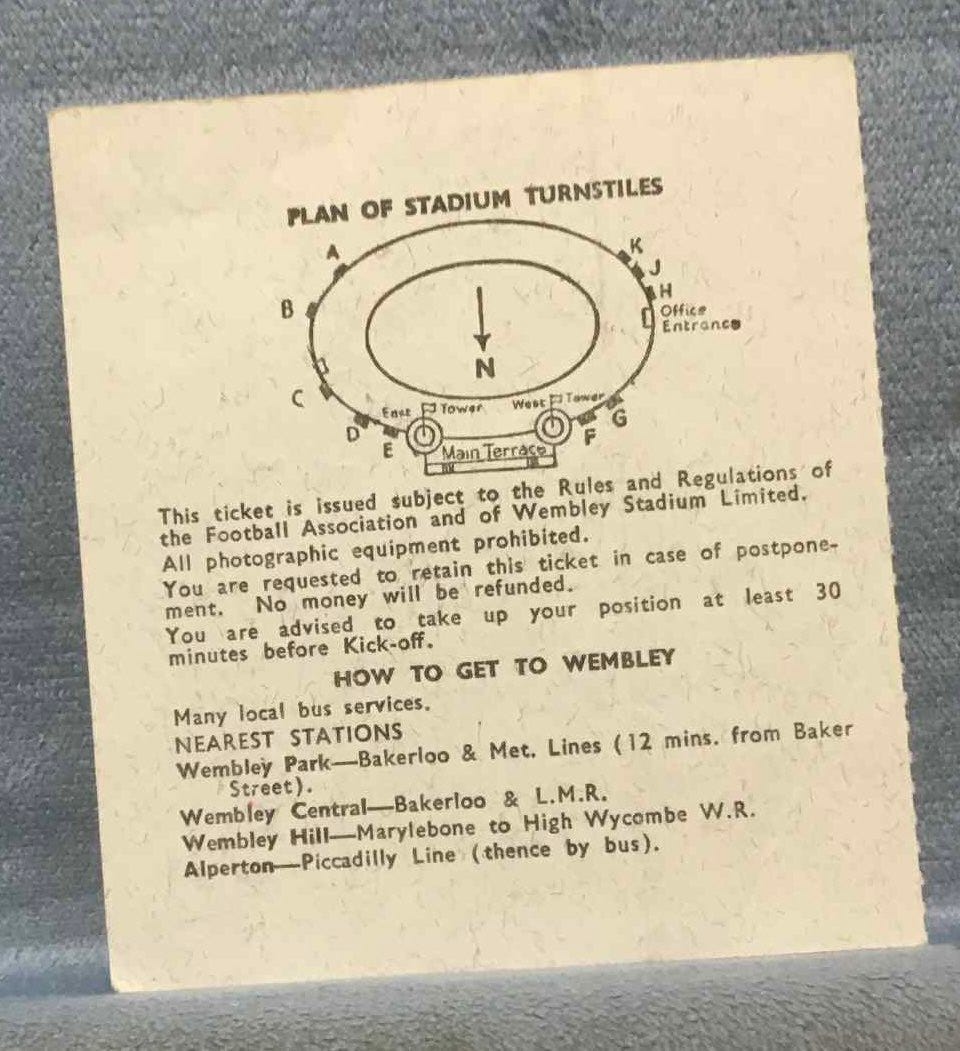 PLAN OF STADIUM TURNSTILES
A
K
J
B
H
Office
Entrance
N
C
East Tower
West Tower
D
E
G
F
Main Terrace
This ticket is issued subject to the Rules and Regulations of
the Football Association and of Wembley Stadium Limited.
All photographic equipment prohibited.
You are requested to retain this ticket in case of postpone-
ment. No money will be refunded.
You are advised to take up your position at least 30
minutes before Kick-off.
HOW TO GET TO WEMBLEY
Many local bus services.
NEAREST STATIONS
Wembley Park—Bakerloo & Met. Lines (12 mins. from Baker
Street).
Wembley Central—Bakerloo & L.M.R.
Wembley Hill—Marylebone to High Wycombe W.R.
Alperton—Piccadilly Line (thence by bus).